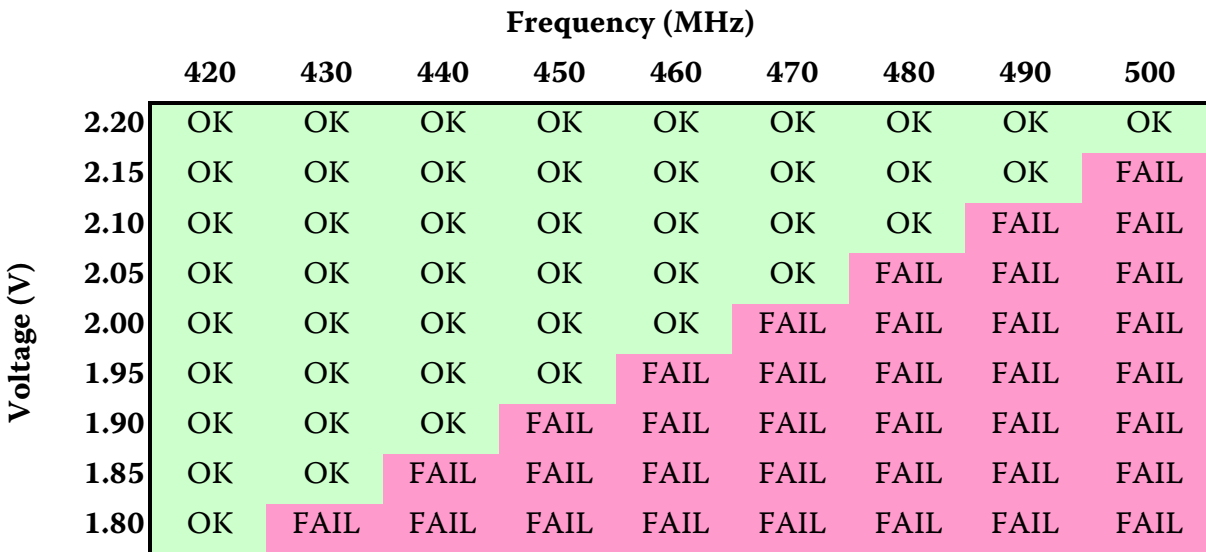 Frequency (MHz)
420 430 440 450 460 470 480 490 500
Voltage (V)
2.20 OK OK OK OK OK OK OK OK OK
2.15 OK OK OK OK OK OK OK OK FAIL
2.10 OK OK OK OK OK OK OK FAIL FAIL
2.05 OK OK OK OK OK OK FAIL FAIL FAIL
2.00 OK OK OK OK OK FAIL FAIL FAIL FAIL
1.95 OK OK OK OK FAIL FAIL FAIL FAIL FAIL
1.90 OK OK OK FAIL FAIL FAIL FAIL FAIL FAIL
1.85 OK OK FAIL FAIL FAIL FAIL FAIL FAIL FAIL
1.80 OK FAIL FAIL FAIL FAIL FAIL FAIL FAIL FAIL